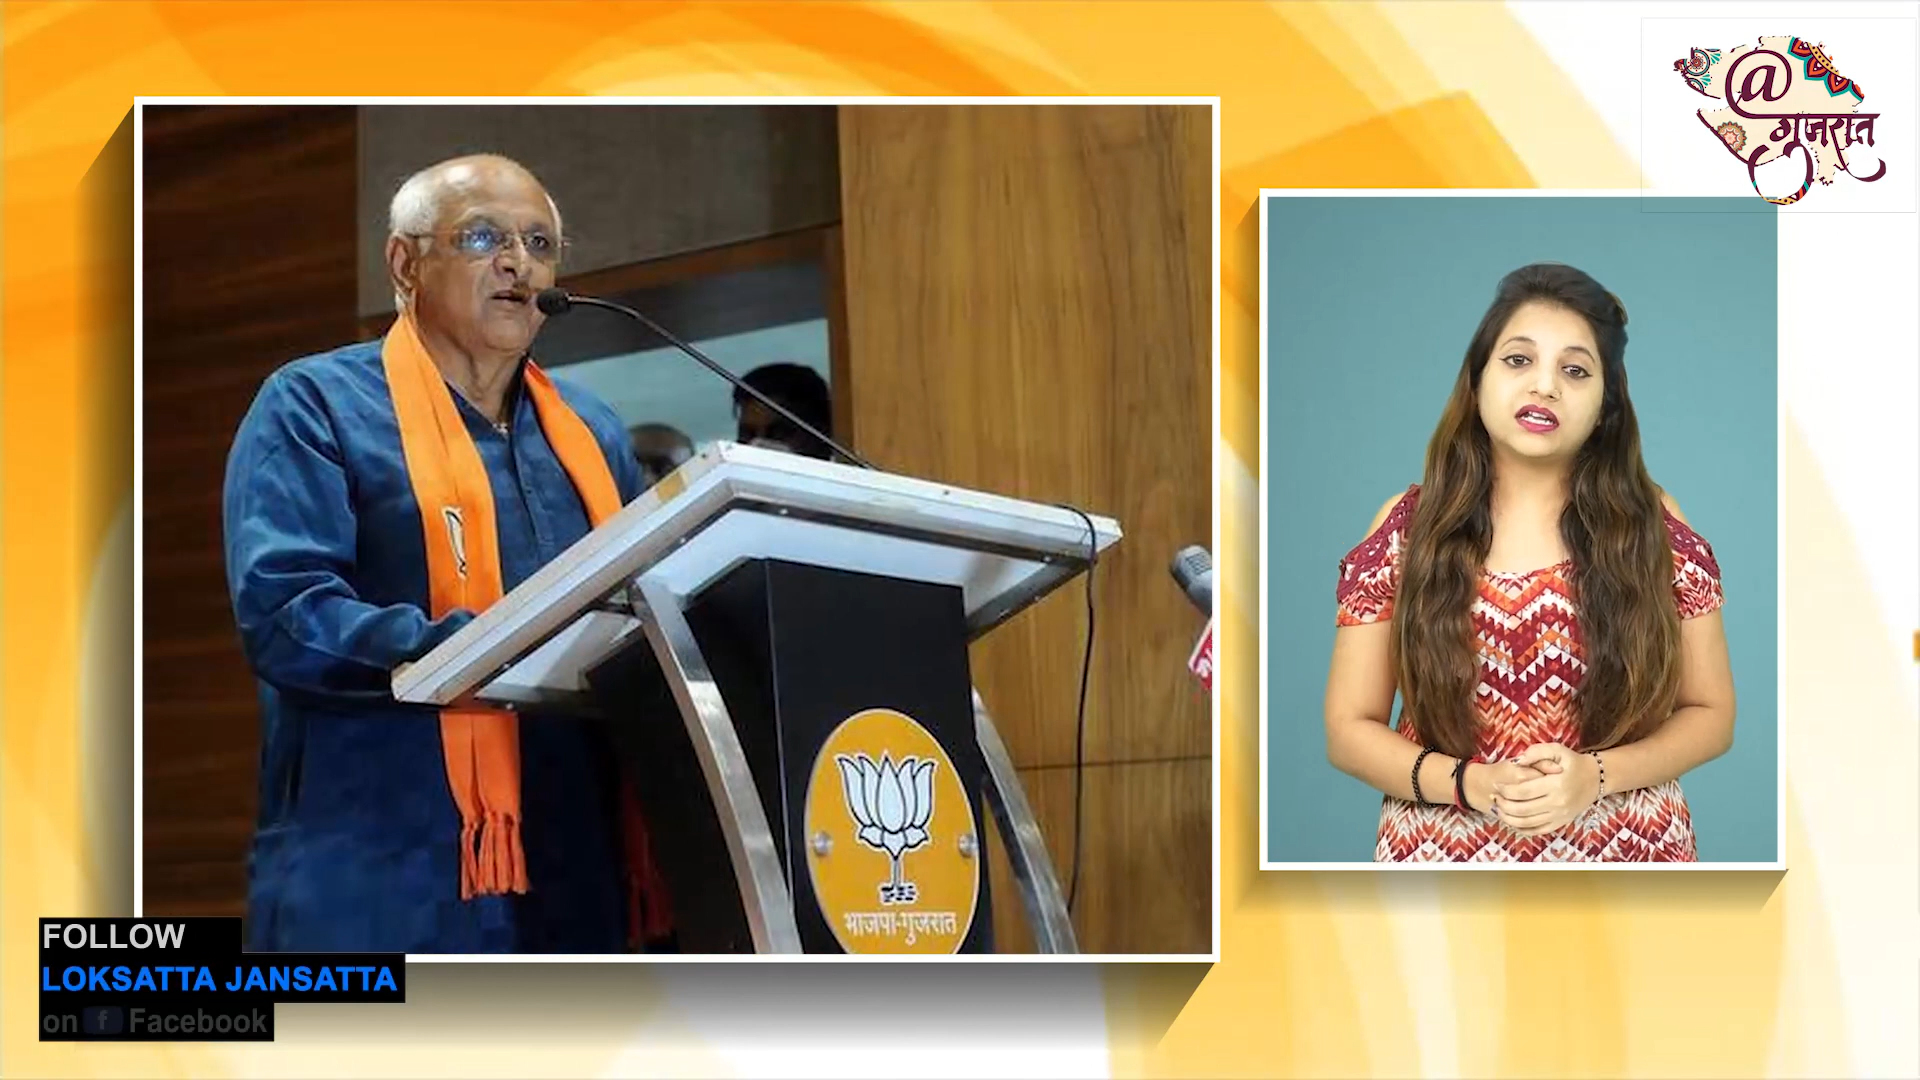 @
गुजरात
भाजपा-गुजरात
FOLLOW
LOKSATTA JANSATTA
on f Facebook